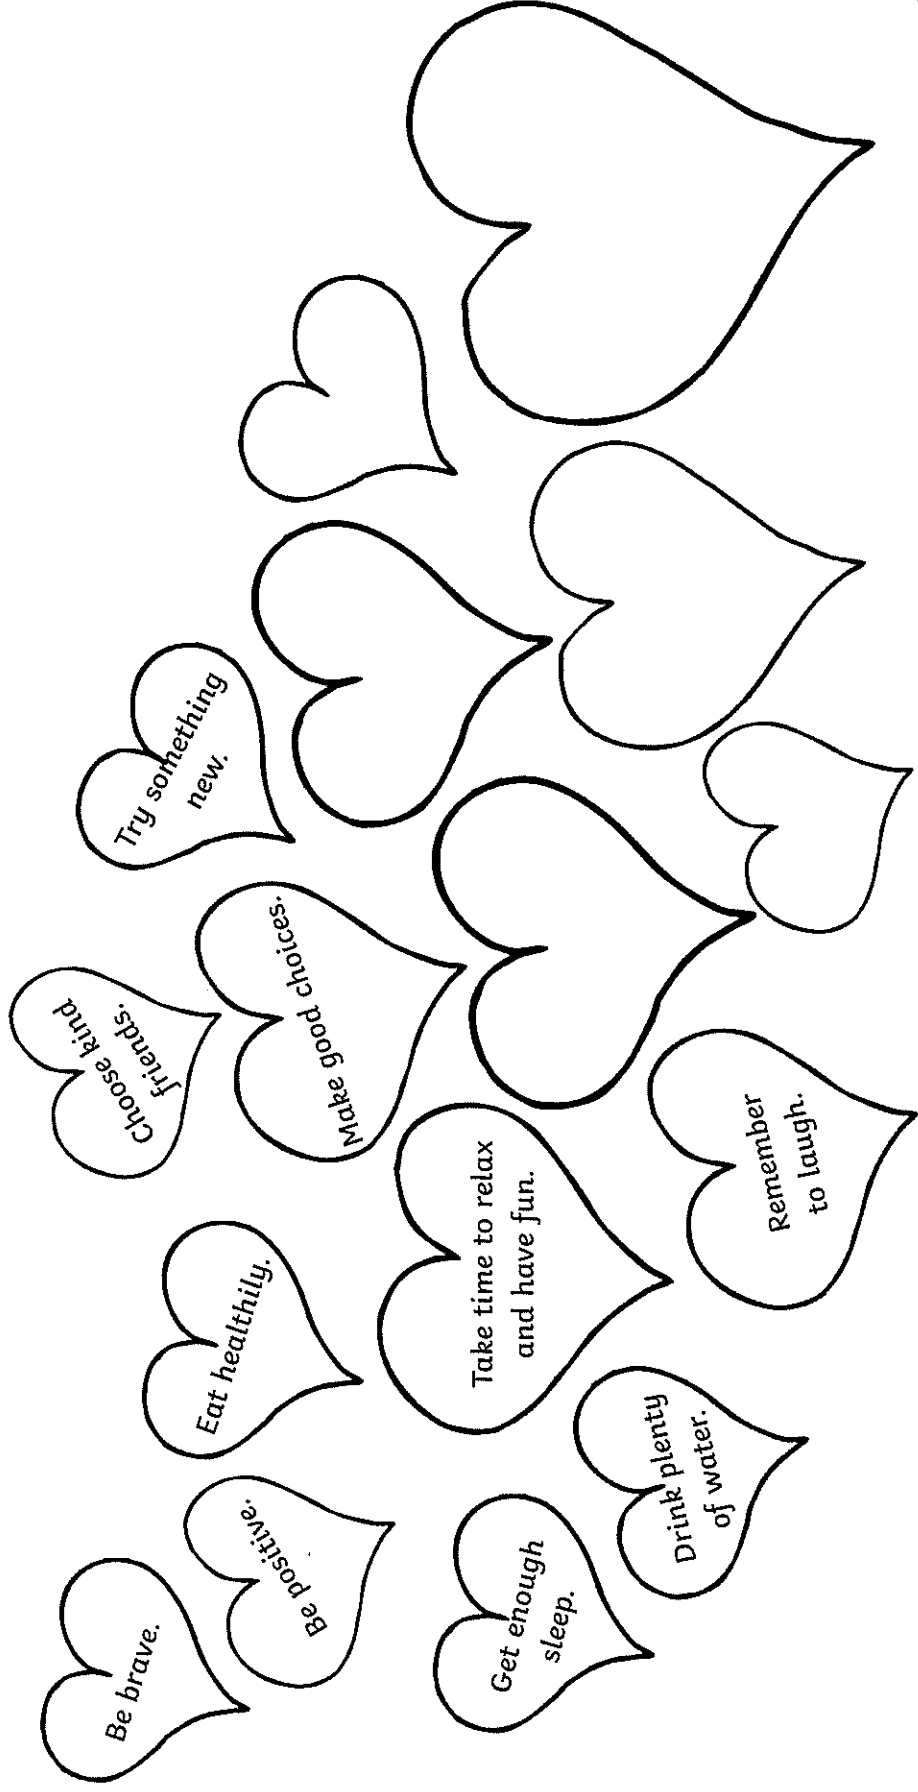 Be brave.
Choose kind
friends.
Try something
new.
Be positive.
Eat healthily.
Make good choices.
Get enough
sleep.
Take time to relax
and have fun.
Drink plenty
of water.
Remember
to laugh.